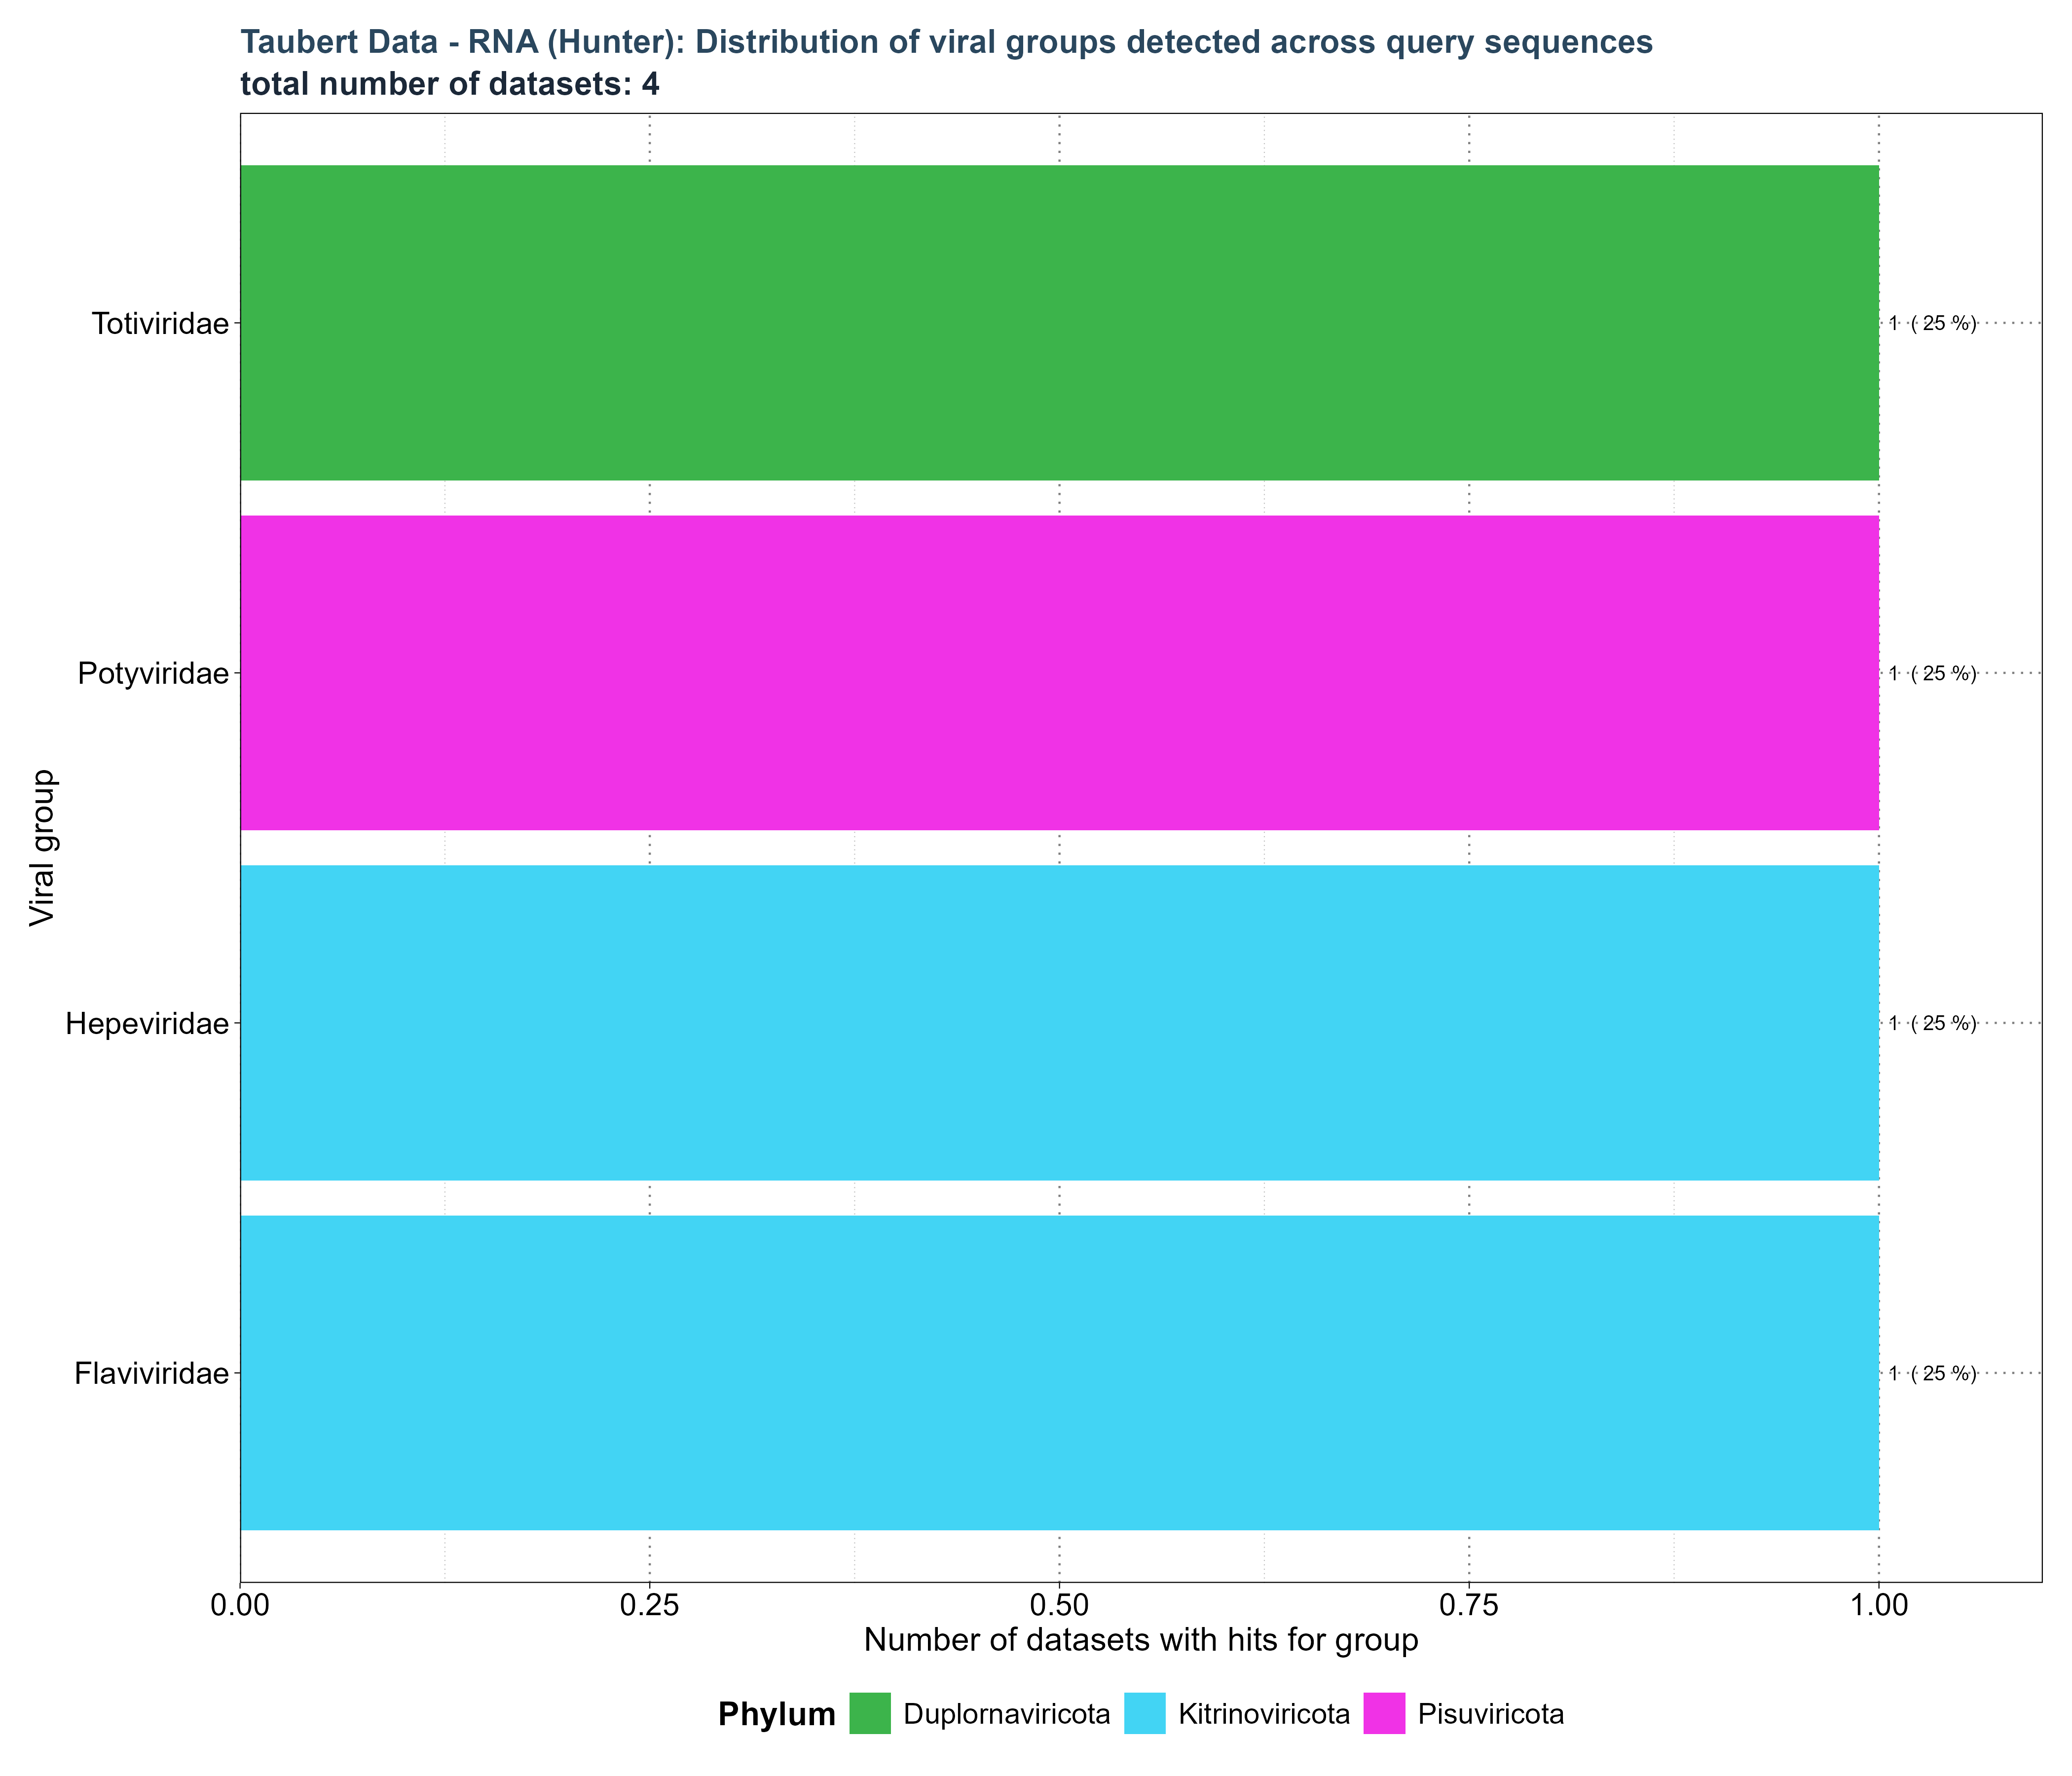 Taubert Data - RNA (Hunter): Distribution of viral groups detected across query sequences
total number of datasets: 4
Totiviridae
1 ( 25 %)
Potyviridae
1 ( 25 %)
Hepeviridae
1 ( 25 %)
Flaviviridae
1 ( 25 %)
Viral group
0.00 0.25 0.50 0.75 1.00
Number of datasets with hits for group
Phylum Duplornaviricota Kitrinoviricota Pisuviricota